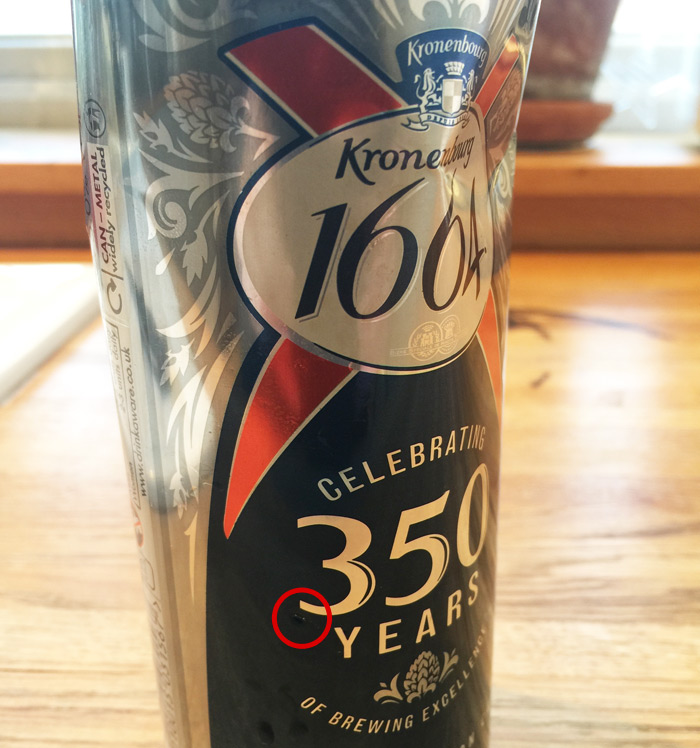 Kronenbourg
Kronenbourg
1664
CELEBRATING
350
YEARS
OF BREWING EXCELLENCE
CAN – METAL
widely recycled
www.drinkaware.co.uk